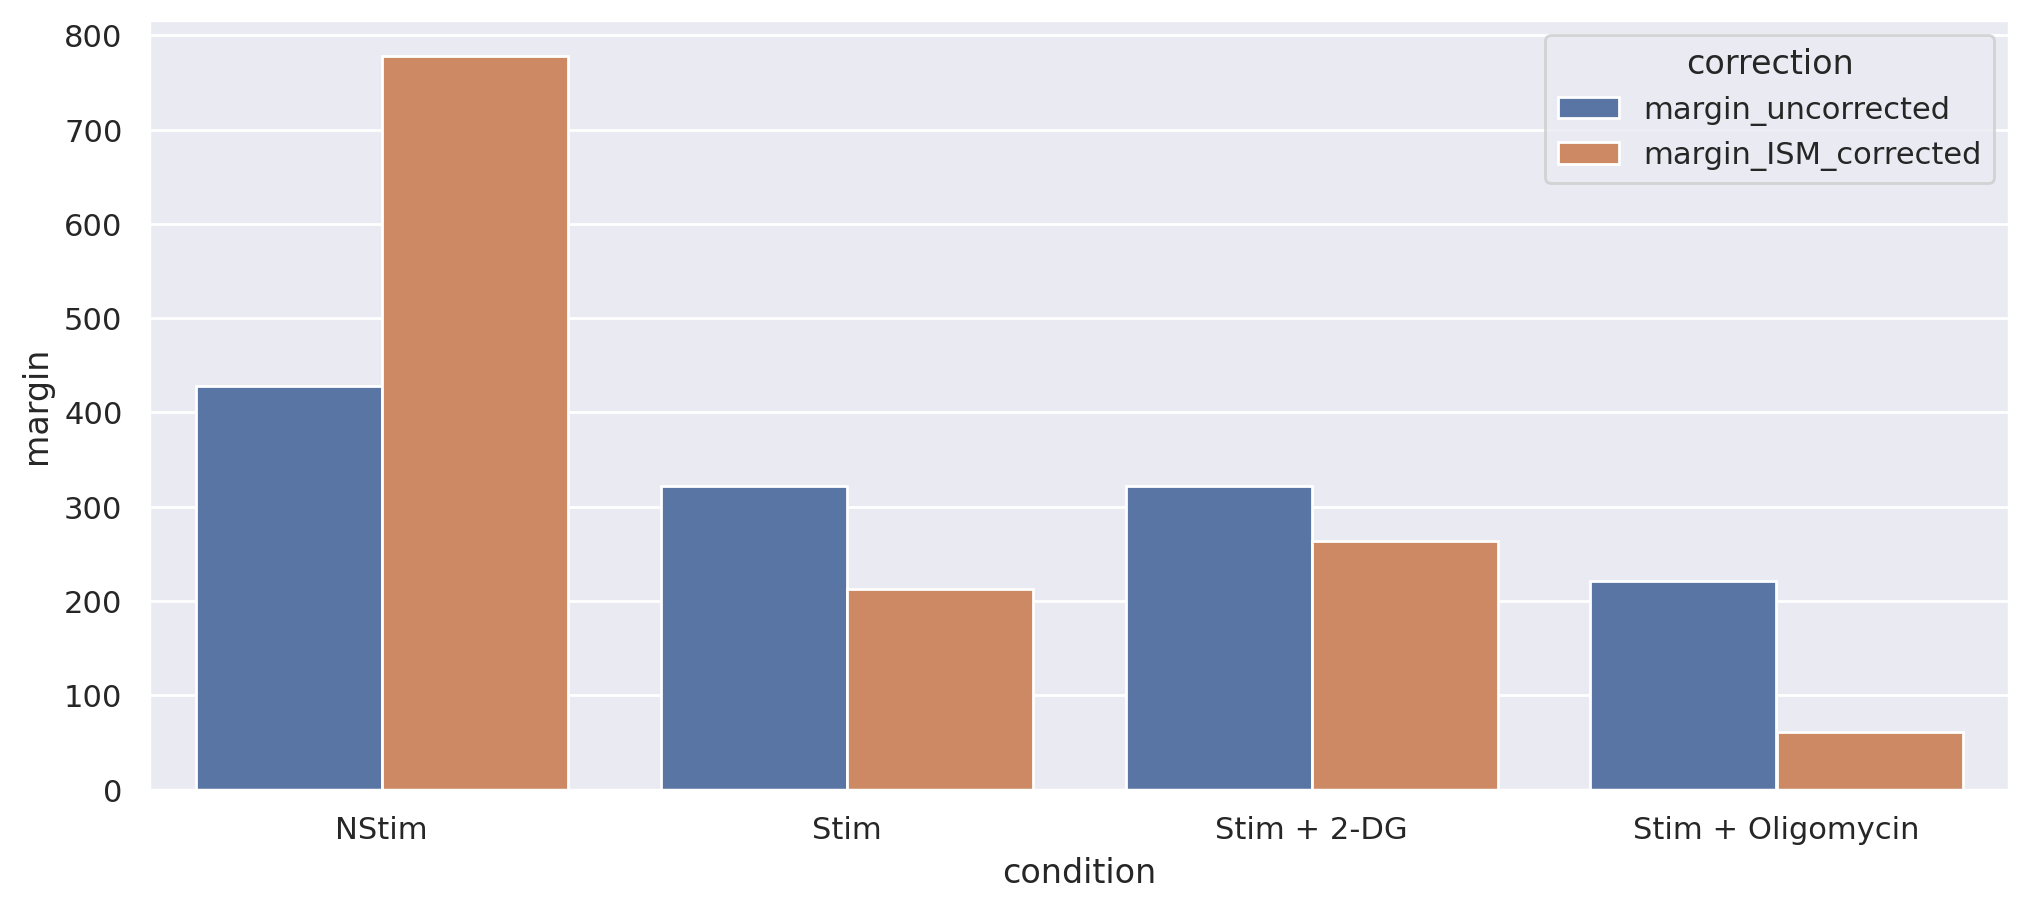 800
700
600
500
400
300
200
100
0
margin
correction
margin_uncorrected
margin_ISM_corrected
NStim
Stim
Stim + 2-DG
Stim + Oligomycin
condition